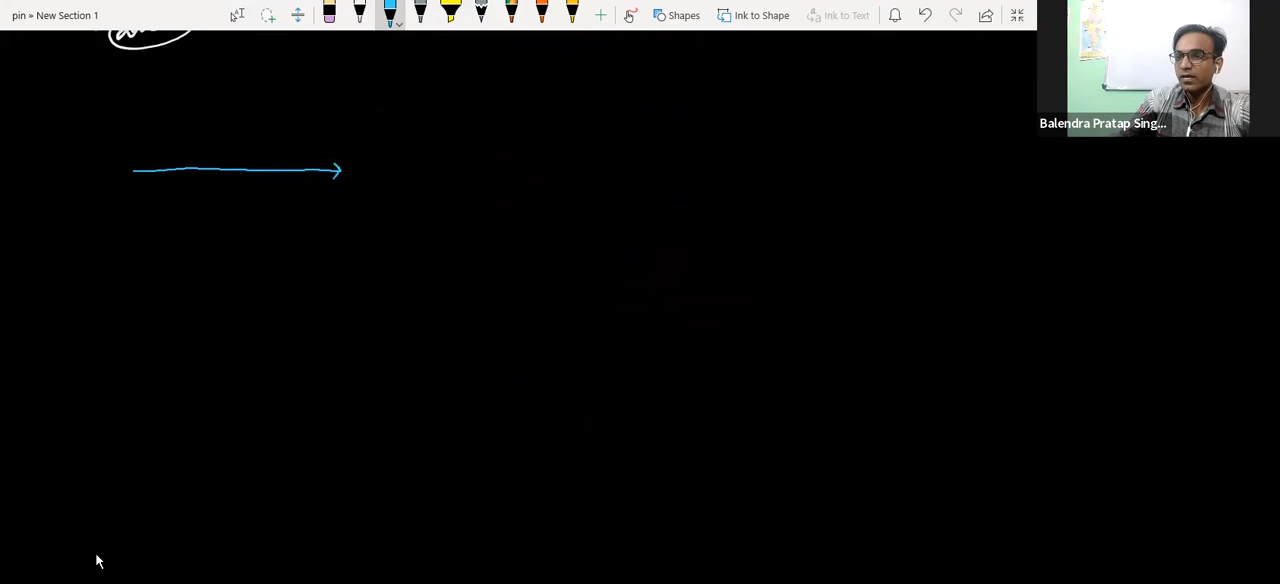 pin » New Section 1
Shapes
Ink to Shape
Ink to Text
Balendra Pratap Sing...